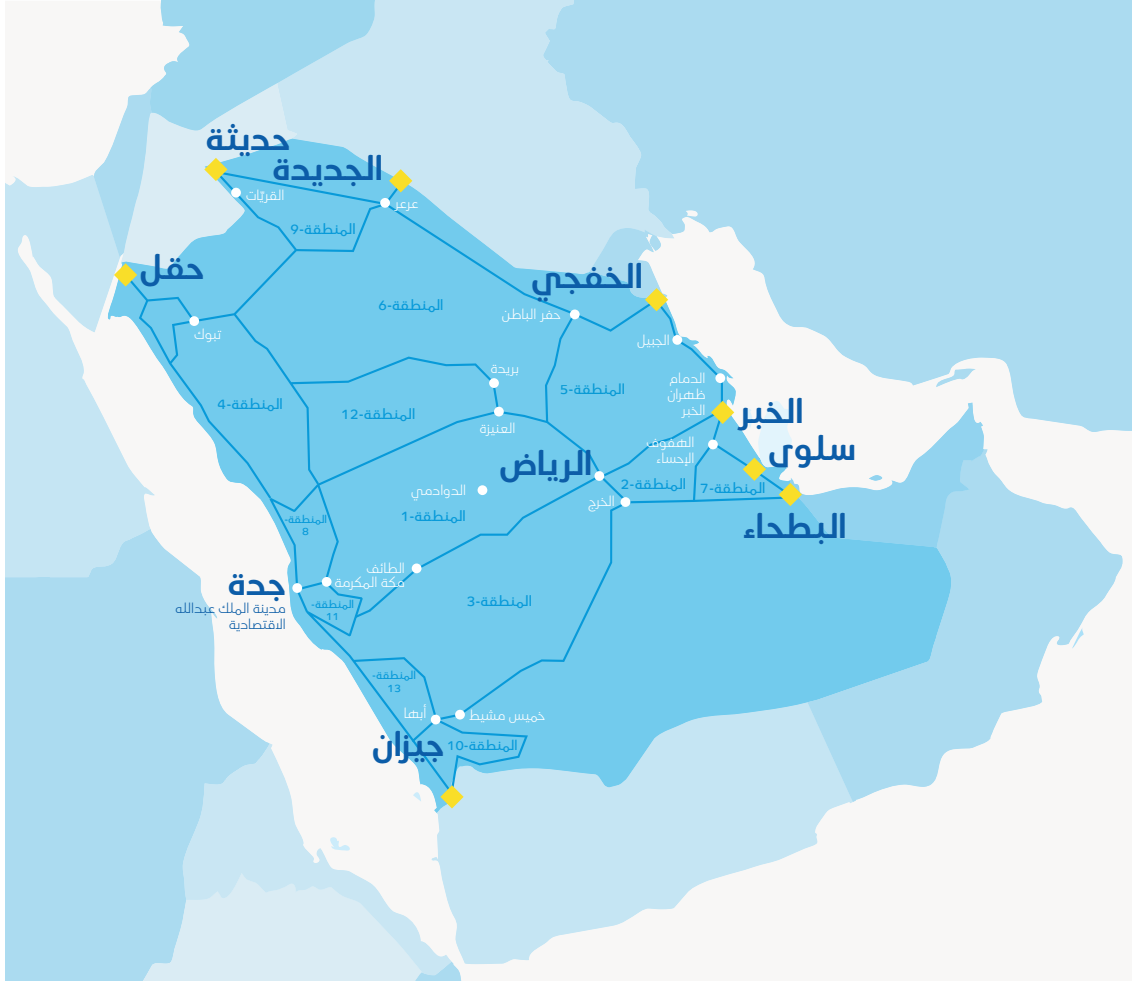 حديثة
الجديدة
القريّات
عرعر
المنطقة-9
حقل
الخفجي
المنطقة-6
حفر الباطن
تبوك
الجبيل
بريدة
الدمام
ظهران
الخبر
المنطقة-5
المنطقة-4
المنطقة-12
الخبر
العنيزة
الهفوف
الإحساء
سلوى
الرياض
المنطقة-2
المنطقة-7
الدوادمي
الخرج
المنطقة-1
المنطقة-
8
البطحاء
الطائف
مكة المكرمة
جدة
مدينة الملك عبدالله
الاقتصادية
المنطقة-
11
المنطقة-3
المنطقة-
13
أبها
خميس مشيط
جيزان
المنطقة-10